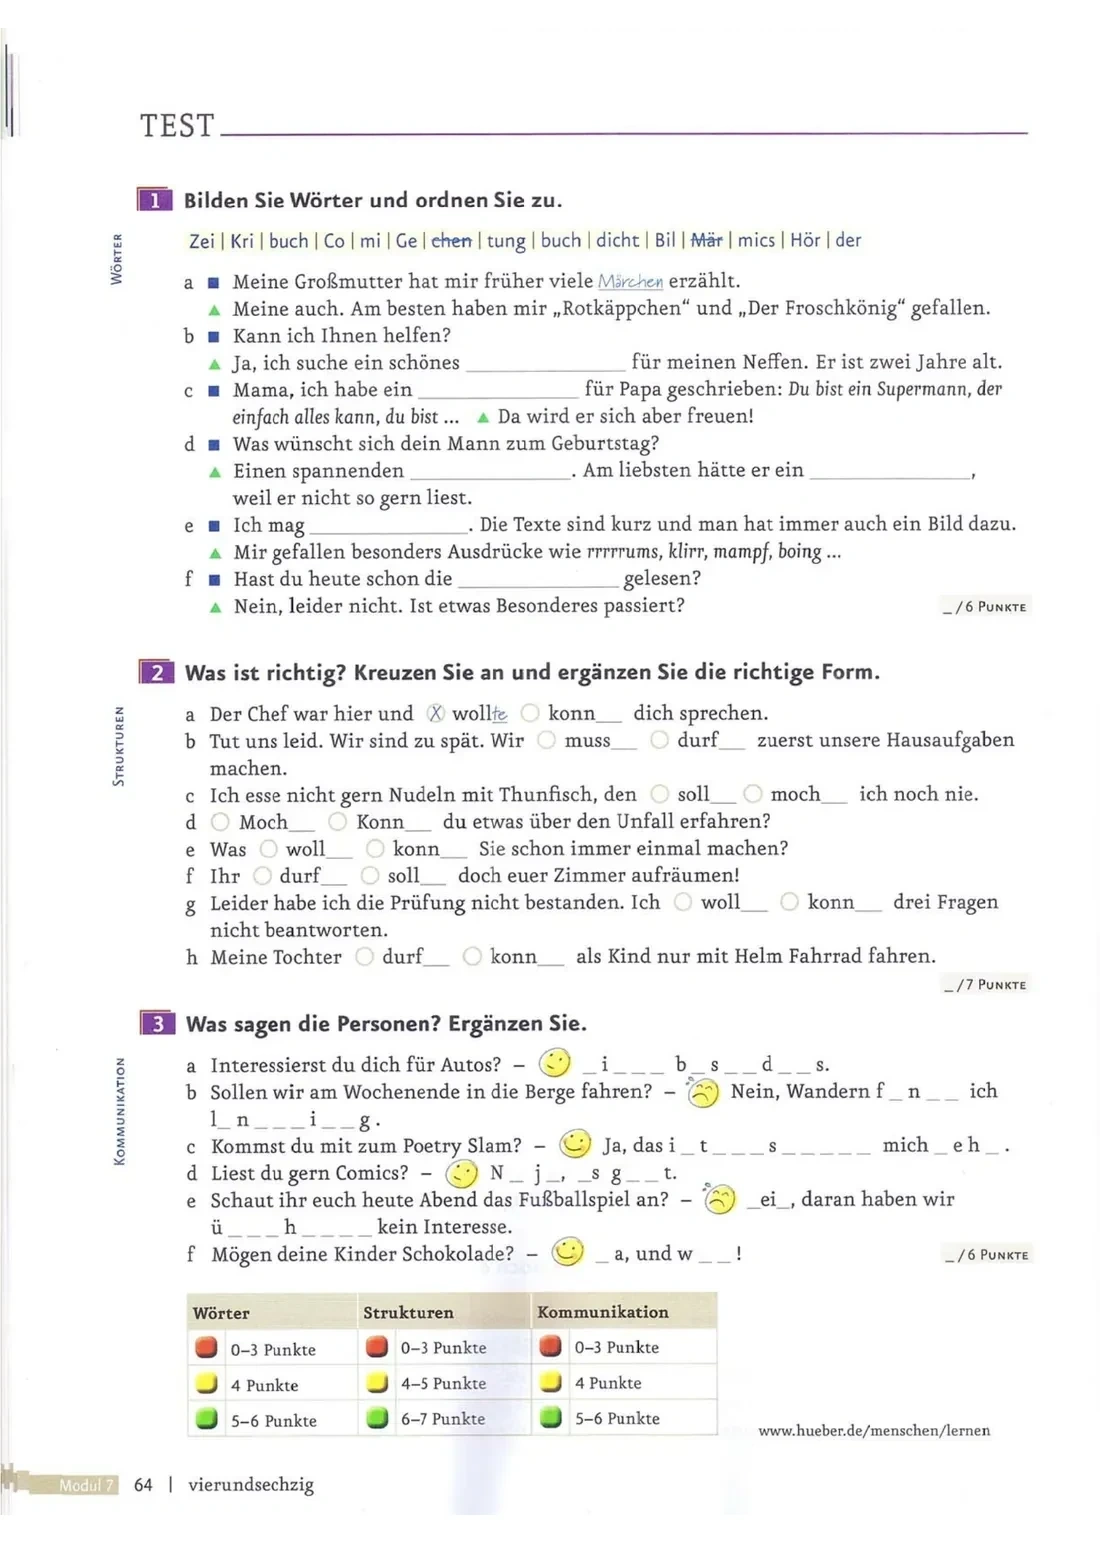 TEST
1 Bilden Sie Wörter und ordnen Sie zu.
WÖRTER
Zei | Kri | buch | Co | mi | Ge | chen | tung | buch | dicht | Bil | Mär | mics | Hör | der
a ■ Meine Großmutter hat mir früher viele Märchen erzählt.
▲ Meine auch. Am besten haben mir „Rotkäppchen“ und „Der Froschkönig“ gefallen.
b ■ Kann ich Ihnen helfen?
▲ Ja, ich suche ein schönes ______________ für meinen Neffen. Er ist zwei Jahre alt.
c ■ Mama, ich habe ein ______________ für Papa geschrieben: Du bist ein Supermann, der
einfach alles kann, du bist ... ▲ Da wird er sich aber freuen!
d ■ Was wünscht sich dein Mann zum Geburtstag?
▲ Einen spannenden ______________. Am liebsten hätte er ein ______________,
weil er nicht so gern liest.
e ■ Ich mag ______________. Die Texte sind kurz und man hat immer auch ein Bild dazu.
▲ Mir gefallen besonders Ausdrücke wie rrrrrums, klirr, mampf, boing ...
f ■ Hast du heute schon die ______________ gelesen?
▲ Nein, leider nicht. Ist etwas Besonderes passiert?
_/6 PUNKTE
2 Was ist richtig? Kreuzen Sie an und ergänzen Sie die richtige Form.
STRUKTUREN
a Der Chef war hier und ⊗ wollte ○ konn__ dich sprechen.
b Tut uns leid. Wir sind zu spät. Wir ○ muss__ ○ durf__ zuerst unsere Hausaufgaben
machen.
c Ich esse nicht gern Nudeln mit Thunfisch, den ○ soll__ ○ moch__ ich noch nie.
d ○ Moch__ ○ Konn__ du etwas über den Unfall erfahren?
e Was ○ woll__ ○ konn__ Sie schon immer einmal machen?
f Ihr ○ durf__ ○ soll__ doch euer Zimmer aufräumen!
g Leider habe ich die Prüfung nicht bestanden. Ich ○ woll__ ○ konn__ drei Fragen
nicht beantworten.
h Meine Tochter ○ durf__ ○ konn__ als Kind nur mit Helm Fahrrad fahren.
_/7 PUNKTE
3 Was sagen die Personen? Ergänzen Sie.
KOMMUNIKATION
a Interessierst du dich für Autos? – _ i _ _ _ b _ s _ _ d _ _ s.
b Sollen wir am Wochenende in die Berge fahren? – Nein, Wandern f _ n _ _ ich
l _ n _ _ _ i _ _ g.
c Kommst du mit zum Poetry Slam? – Ja, das i _ t _ _ _ s _ _ _ _ _ mich _ e h _ .
d Liest du gern Comics? – N _ j _, _ s g _ _ t.
e Schaut ihr euch heute Abend das Fußballspiel an? – _ei_, daran haben wir
ü _ _ _ h _ _ _ _ kein Interesse.
f Mögen deine Kinder Schokolade? – _ a, und w _ _ !
_/6 PUNKTE
Wörter Strukturen Kommunikation
0–3 Punkte 0–3 Punkte 0–3 Punkte
4 Punkte 4–5 Punkte 4 Punkte
5–6 Punkte 6–7 Punkte 5–6 Punkte
www.hueber.de/menschen/lernen
Modul 7 64 | vierundsechzig